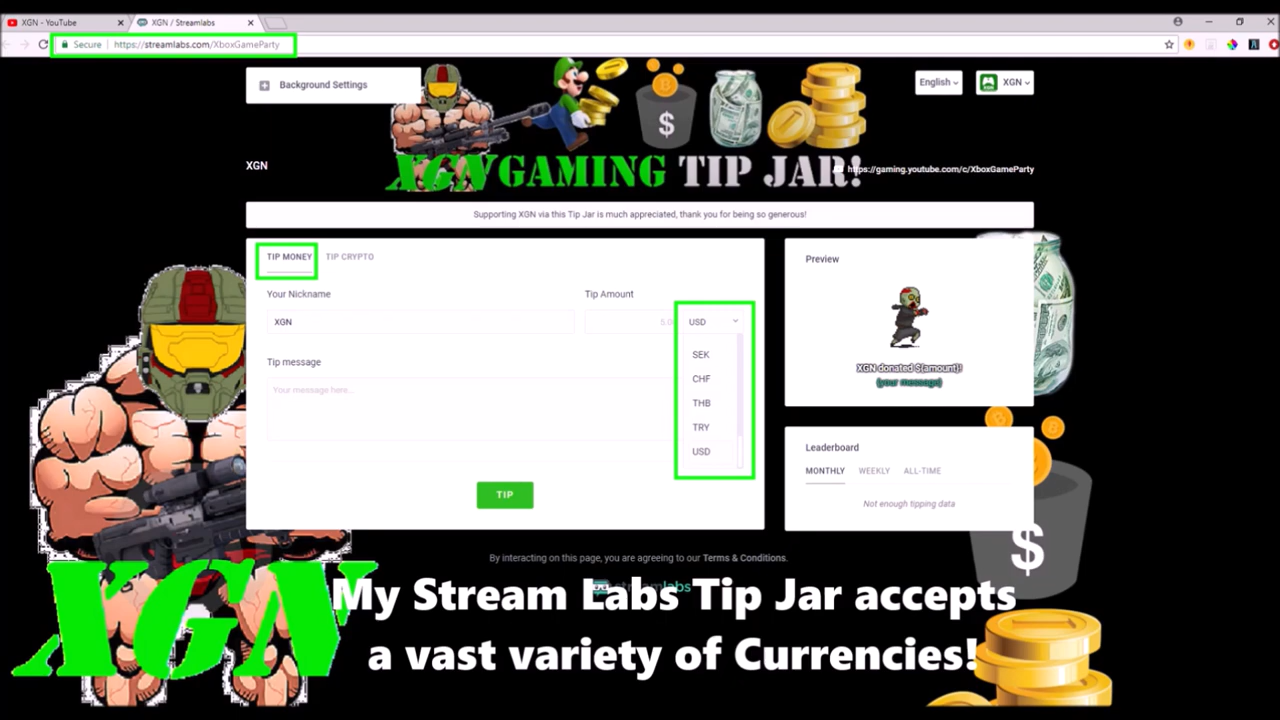 XGN - YouTube
XGN / Streamlabs
Secure | https://streamlabs.com/XboxGameParty
Background Settings
English
XGN
$
XGN GAMING TIP JAR!
XGN
https://gaming.youtube.com/c/XboxGameParty
Supporting XGN via this Tip Jar is much appreciated, thank you for being so generous!
TIP MONEY
TIP CRYPTO
Your Nickname
Tip Amount
XGN
5.00
USD
SEK
CHF
THB
TRY
USD
Tip message
Your message here...
TIP
Preview
XGN donated ${amount}!
{your message}
Leaderboard
MONTHLY WEEKLY ALL-TIME
Not enough tipping data
By interacting on this page, you are agreeing to our Terms & Conditions.
streamlabs
$
XGN
My Stream Labs Tip Jar accepts
a vast variety of Currencies!